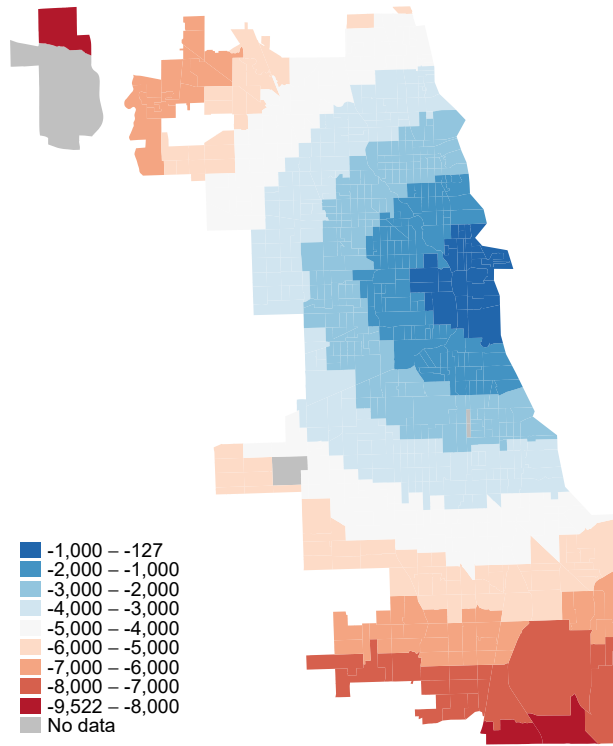 -1,000 – -127
-2,000 – -1,000
-3,000 – -2,000
-4,000 – -3,000
-5,000 – -4,000
-6,000 – -5,000
-7,000 – -6,000
-8,000 – -7,000
-9,522 – -8,000
No data